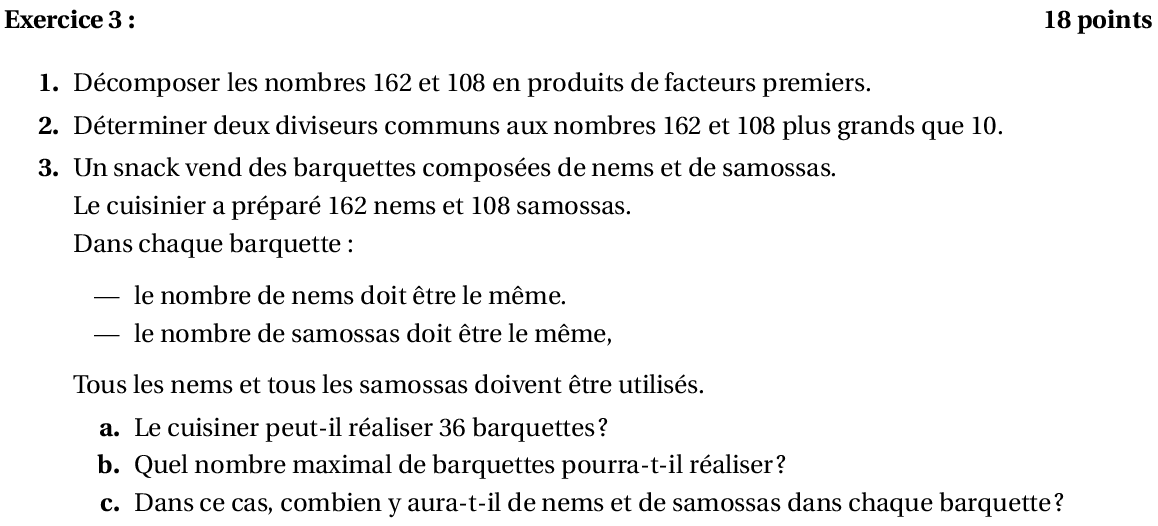 Exercice 3 : 18 points
1. Décomposer les nombres 162 et 108 en produits de facteurs premiers.
2. Déterminer deux diviseurs communs aux nombres 162 et 108 plus grands que 10.
3. Un snack vend des barquettes composées de nems et de samossas.
Le cuisinier a préparé 162 nems et 108 samossas.
Dans chaque barquette :
— le nombre de nems doit être le même.
— le nombre de samossas doit être le même,
Tous les nems et tous les samossas doivent être utilisés.
a. Le cuisiner peut-il réaliser 36 barquettes ?
b. Quel nombre maximal de barquettes pourra-t-il réaliser ?
c. Dans ce cas, combien y aura-t-il de nems et de samossas dans chaque barquette ?